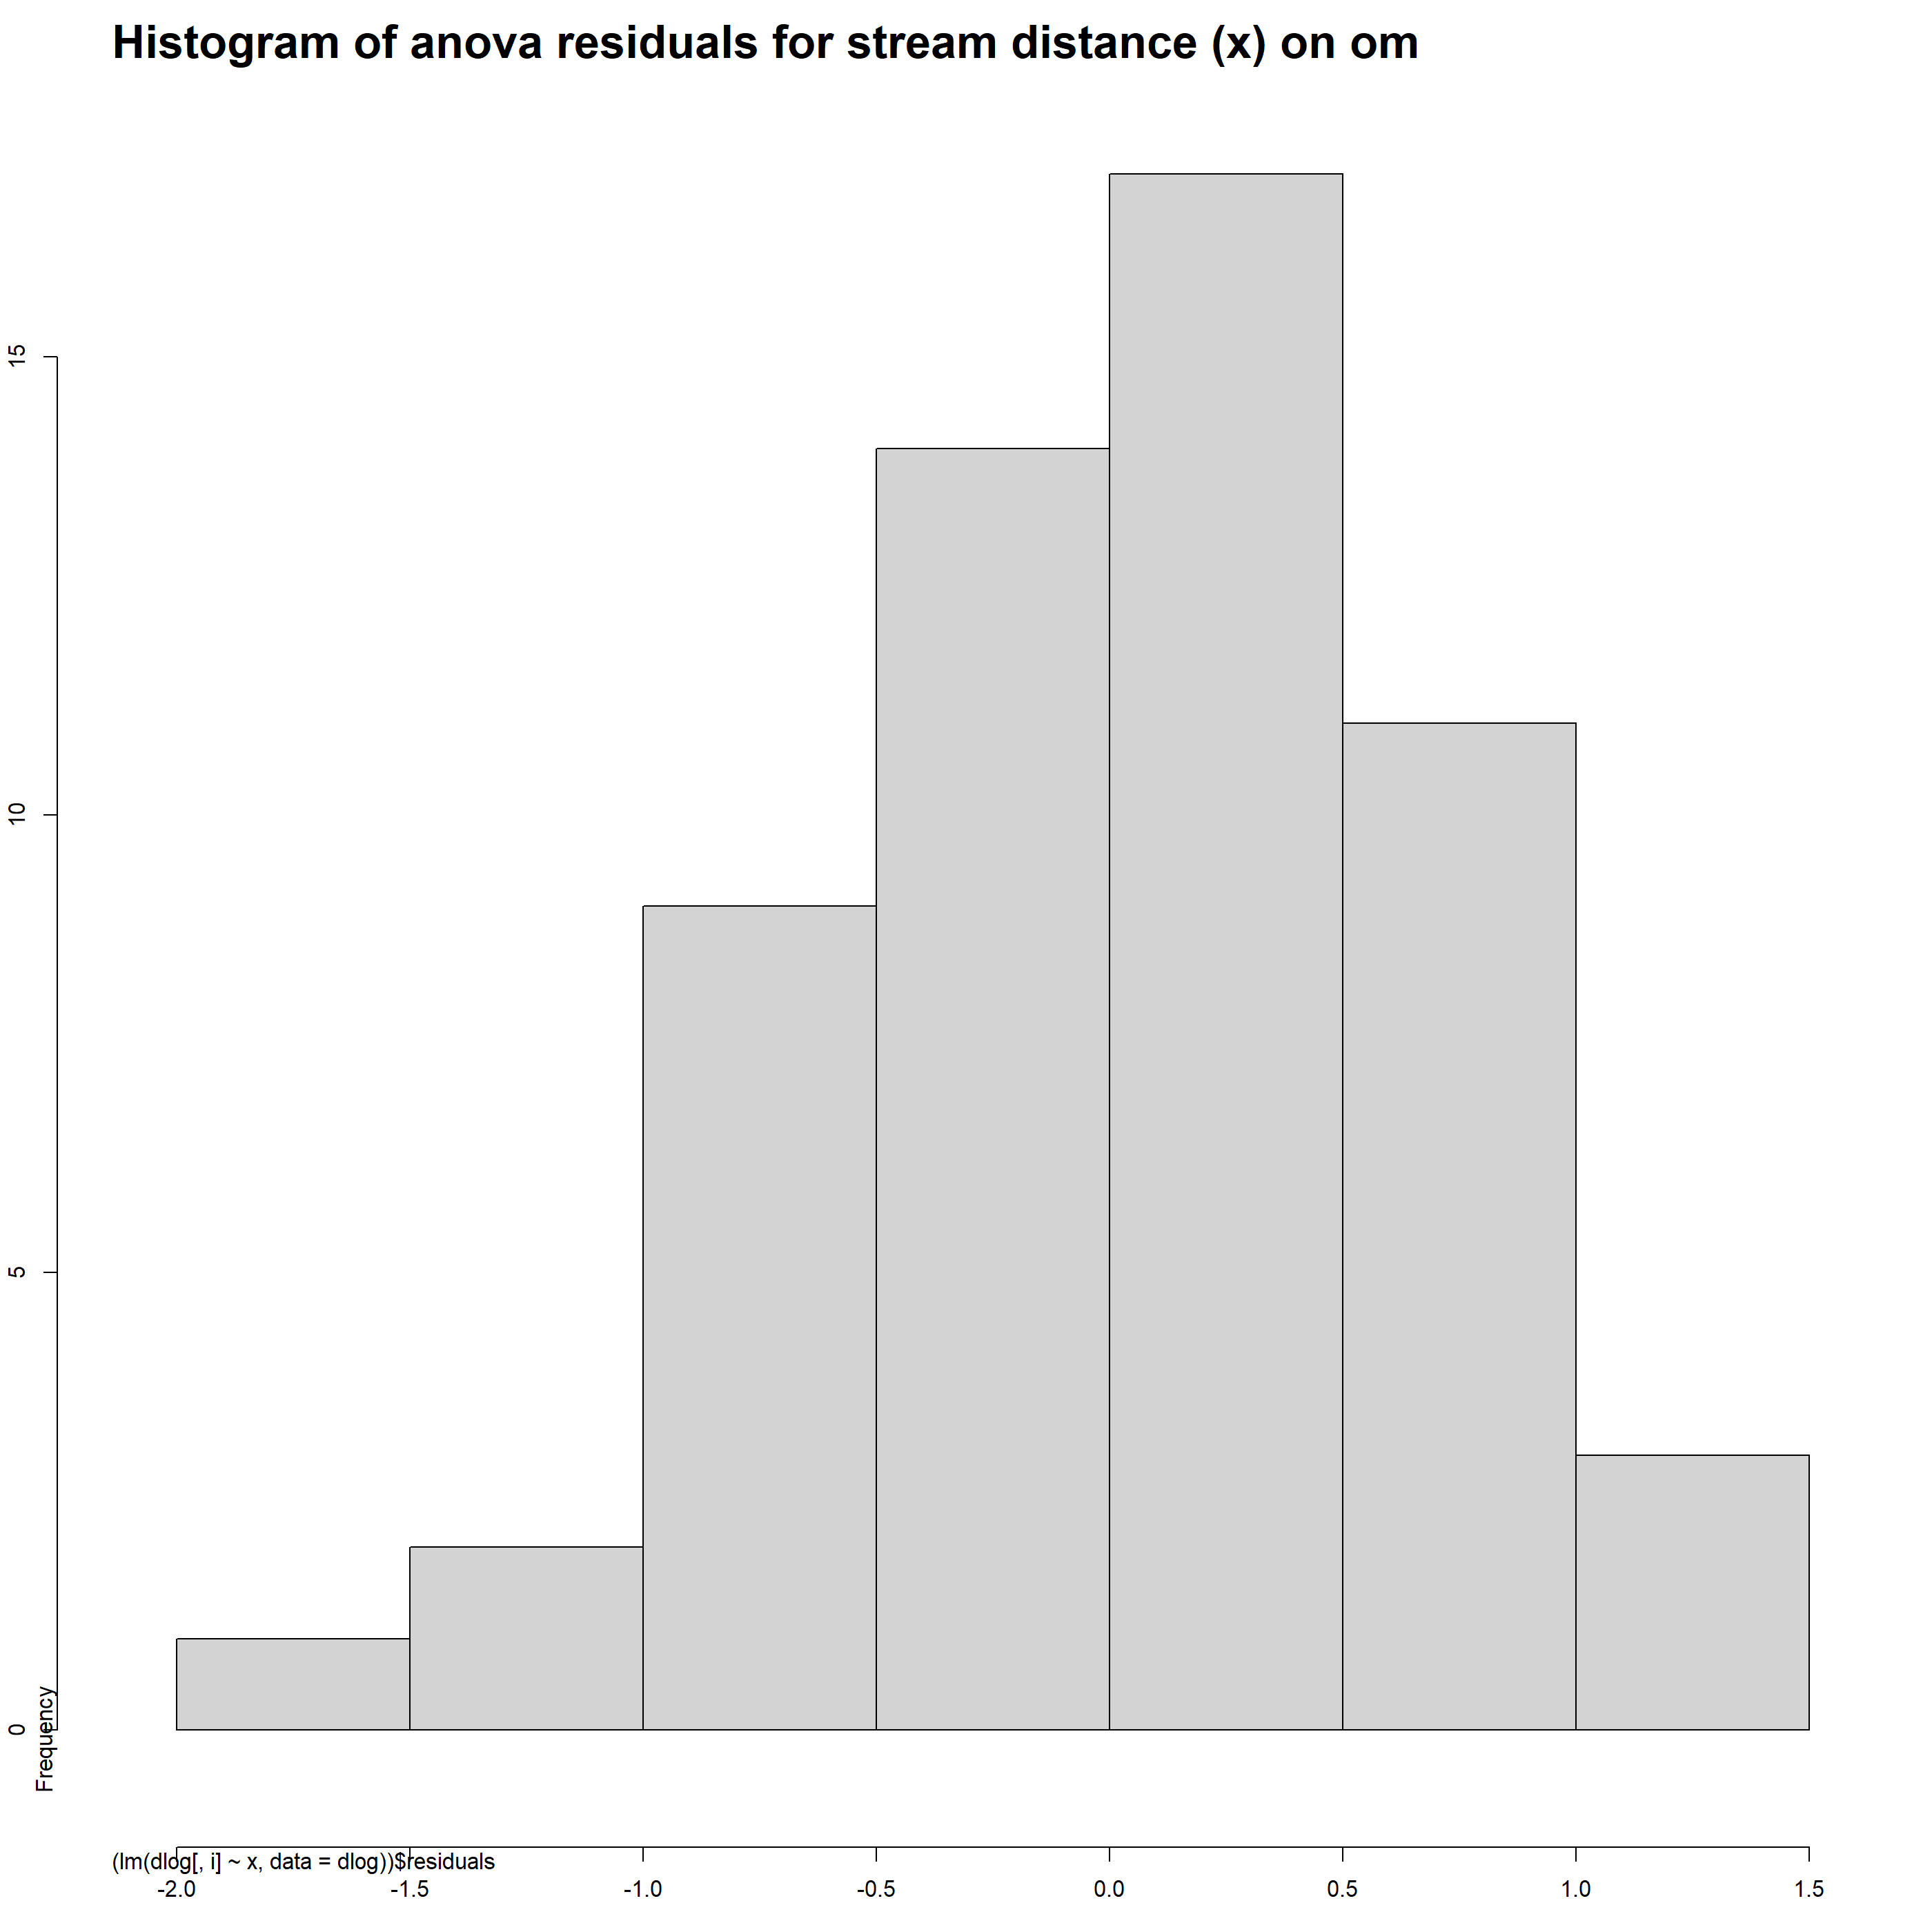 Histogram of anova residuals for stream distance (x) on om
15
10
5
0
Frequency
(lm(dlog[, i] ~ x, data = dlog))$residuals
-2.0 -1.5 -1.0 -0.5 0.0 0.5 1.0 1.5